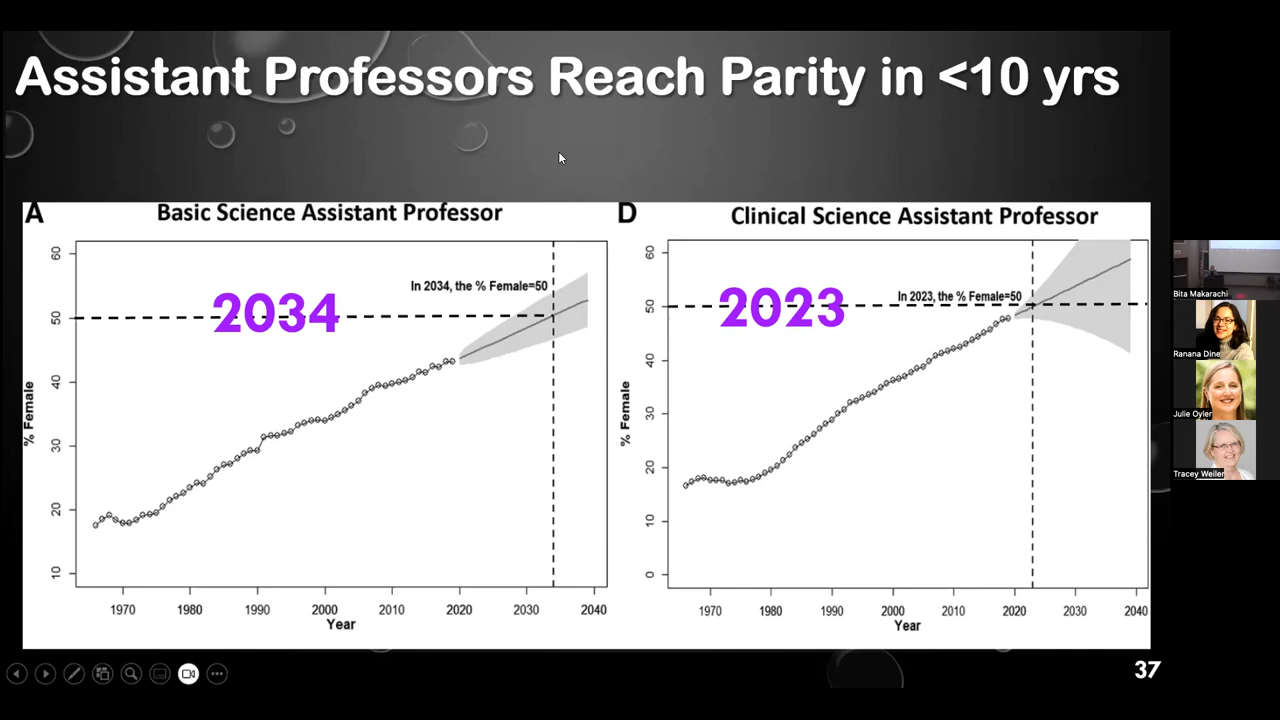 Assistant Professors Reach Parity in <10 yrs
A
Basic Science Assistant Professor
60
50
40
30
20
10
% Female
In 2034, the % Female=50
2034
1970
1980
1990
2000
2010
2020
2030
2040
Year
D
Clinical Science Assistant Professor
60
50
40
30
20
10
0
% Female
In 2023, the % Female=50
2023
1970
1980
1990
2000
2010
2020
2030
2040
Year
Bita Makarachi
Ranana Dine
Julie Oyler
Tracey Weiler
37